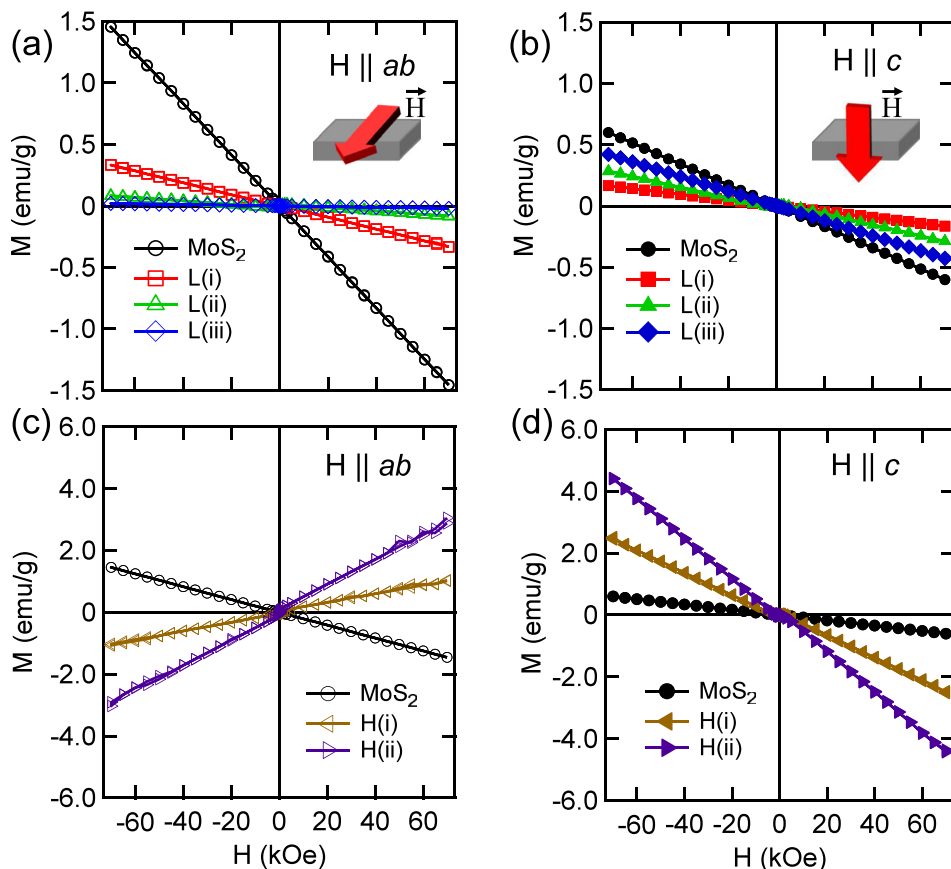 (a)
H || ab
H
1.5
1.0
0.5
0
-0.5
-1.0
-1.5
M (emu/g)
MoS2
L(i)
L(ii)
L(iii)
(b)
H || c
H
1.5
1.0
0.5
0
-0.5
-1.0
-1.5
M (emu/g)
MoS2
L(i)
L(ii)
L(iii)
(c)
H || ab
6.0
4.0
2.0
0
-2.0
-4.0
-6.0
M (emu/g)
MoS2
H(i)
H(ii)
-60 -40 -20 0 20 40 60
H (kOe)
(d)
H || c
6.0
4.0
2.0
0
-2.0
-4.0
-6.0
M (emu/g)
MoS2
H(i)
H(ii)
-60 -40 -20 0 20 40 60
H (kOe)